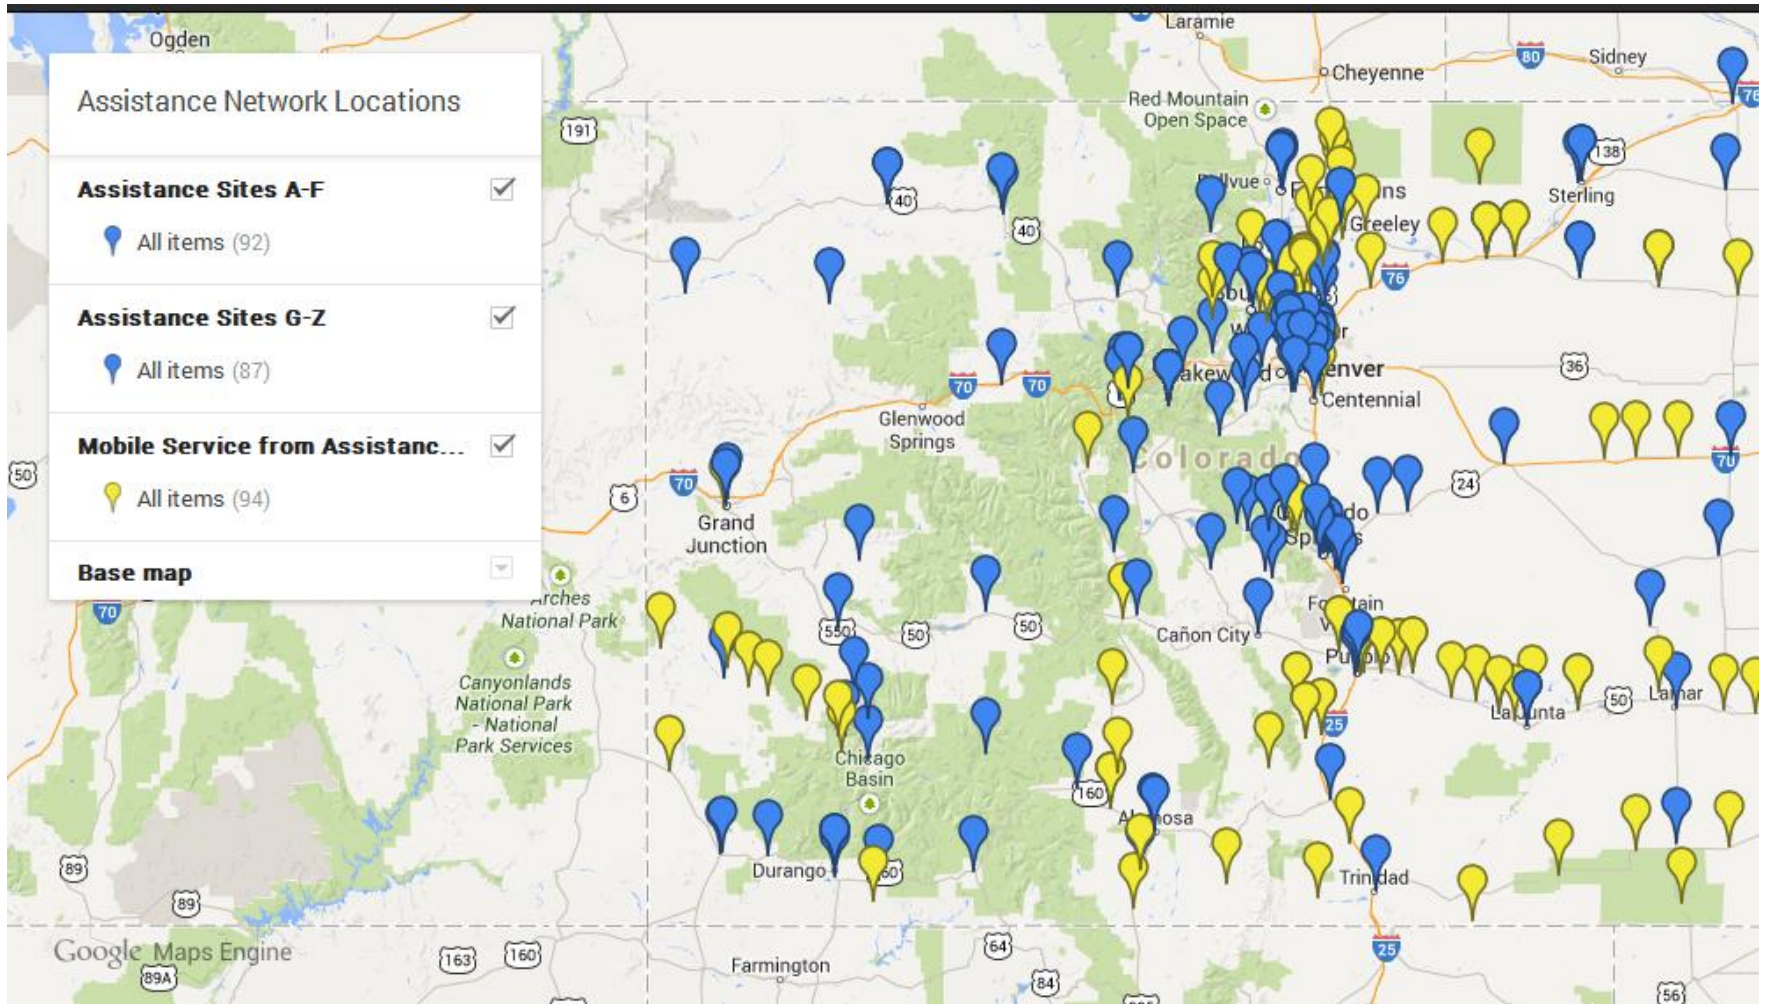 Assistance Network Locations
Assistance Sites A-F
All items (92)
Assistance Sites G-Z
All items (87)
Mobile Service from Assistanc...
All items (94)
Base map
Ogden
Laramie
Cheyenne
80
Sidney
76
Red Mountain
Open Space
191
138
Sterling
40
40
Greeley
76
36
70
70
Glenwood
Springs
Denver
Centennial
Colorado
50
70
6
24
70
Grand
Junction
Arches
National Park
70
550
50
50
Cañon City
Canyonlands
National Park
- National
Park Services
25
La Junta
50
Lamar
Chicago
Basin
160
Alamosa
Durango
Trinidad
89
89
Google Maps Engine
89A
163
160
Farmington
64
84
25
56